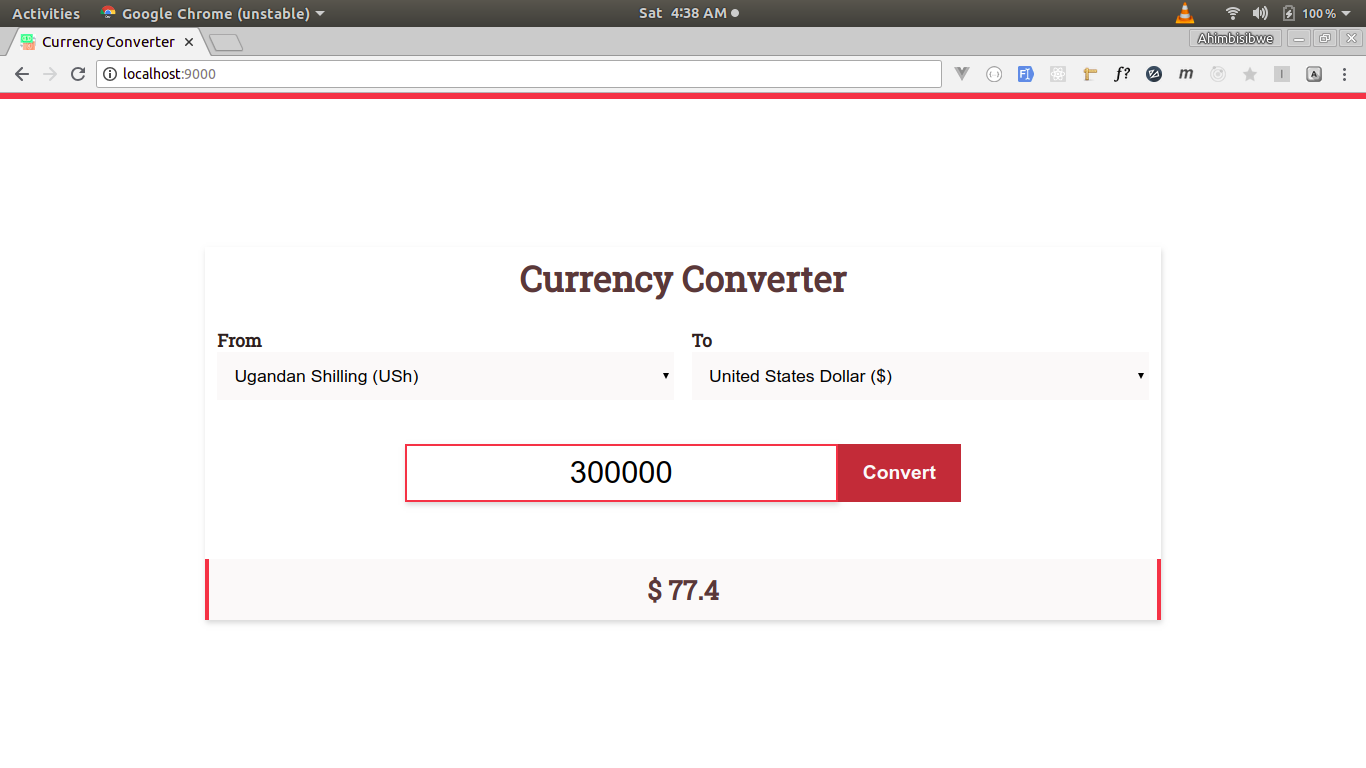 Activities Google Chrome (unstable) Sat 4:38 AM 100 %
Currency Converter Ahimbisibwe
localhost:9000 f? m I A
Currency Converter
From To
Ugandan Shilling (USh) United States Dollar ($)
300000 Convert
$ 77.4